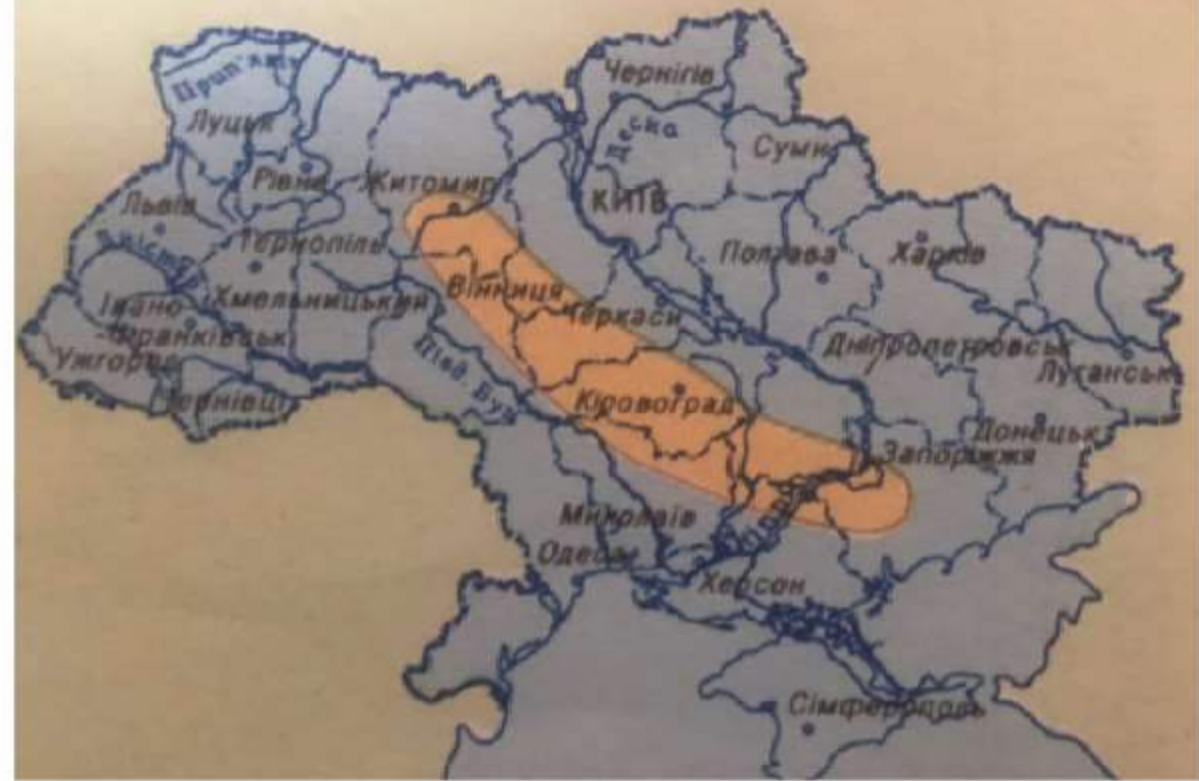 Чернігів
Прип'ять
Луцьк
Десна
Суми
Рівне
Житомир
КИЇВ
Львів
Дністер
Тернопіль
Полтава
Харків
Вінниця
Хмельницький
Івано-
Франківськ
Черкаси
Ужгород
Півд. Буг
Дніпропетровськ
Луганськ
Чернівці
Кіровоград
Донецьк
Запоріжжя
Миколаїв
Дніпро
Одеса
Херсон
Сімферополь